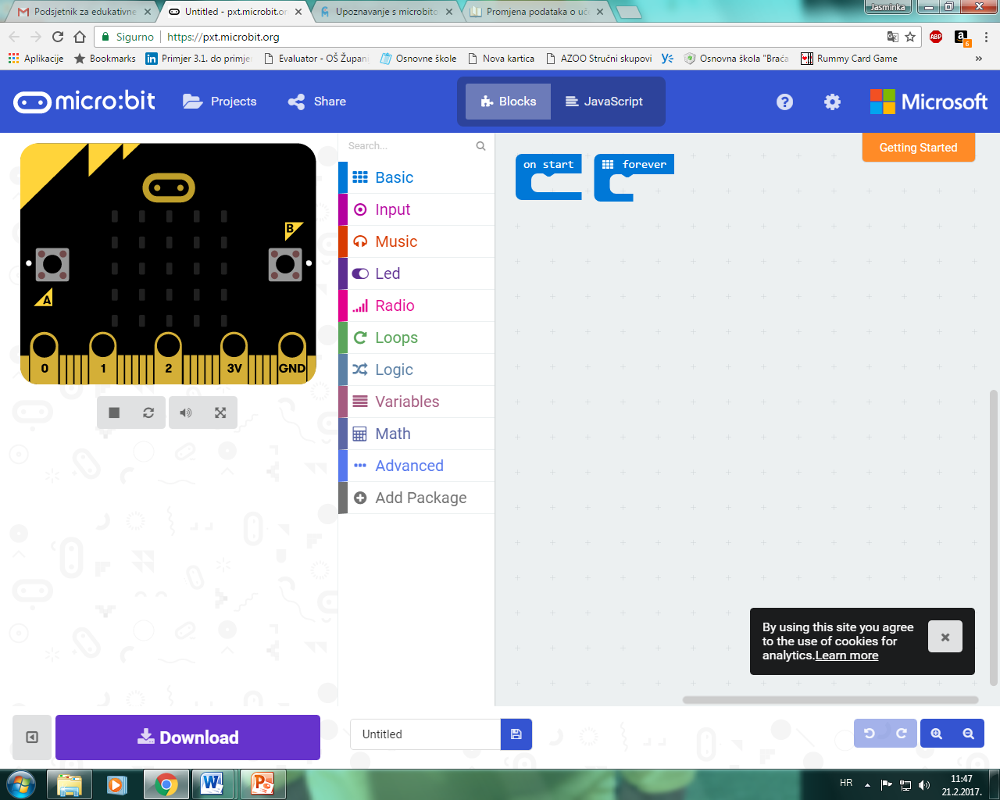 Jasminka
Podsjetnik za edukativne
Untitled - pxt.microbit.or
Upoznavanje s microbito
Promjena podataka o uče
Sigurno
https://pxt.microbit.org
ABP
a
6
Aplikacije
Bookmarks
in
Primjer 3.1. do primje
Evaluator - OŠ Župan
Osnovne škole
Nova kartica
AZOO Stručni skupovi
Osnovna škola "Braća
Rummy Card Game
»
micro:bit
Projects
Share
Blocks
JavaScript
?
Microsoft
Search...
Getting Started
Basic
Input
Music
Led
Radio
Loops
Logic
Variables
Math
Advanced
Add Package
on start
forever
B
A
0
1
2
3V
GND
By using this site you agree
to the use of cookies for
analytics.Learn more
Download
Untitled
W
P
HR
11:47
21.2.2017.